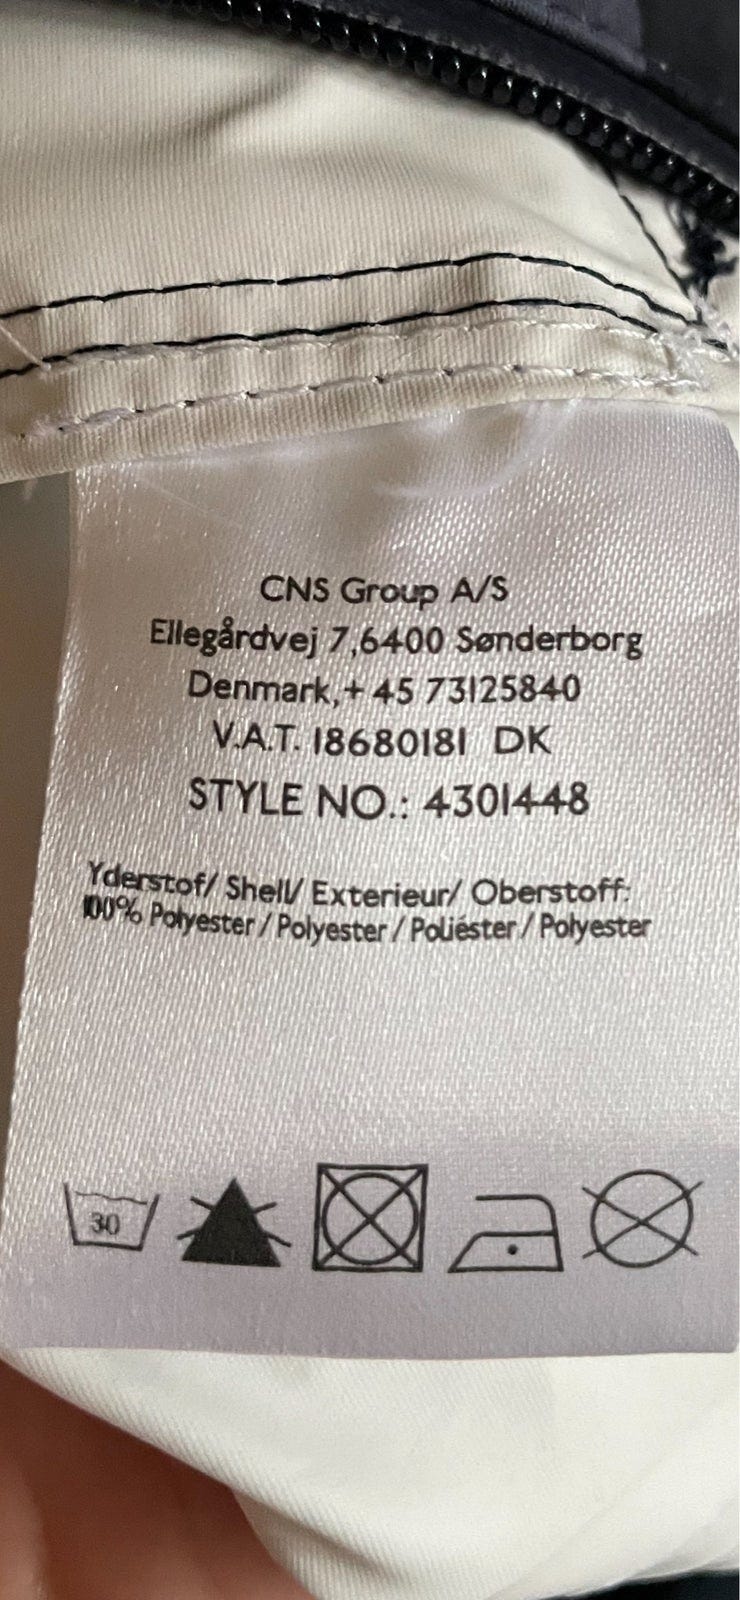 CNS Group A/S
Ellegårdvej 7,6400 Sønderborg
Denmark,+ 45 73125840
V.A.T. 18680181 DK
STYLE NO.: 4301448
Yderstof/ Shell/ Exterieur/ Oberstoff:
100% Polyester / Polyester / Poliéster / Polyester
30